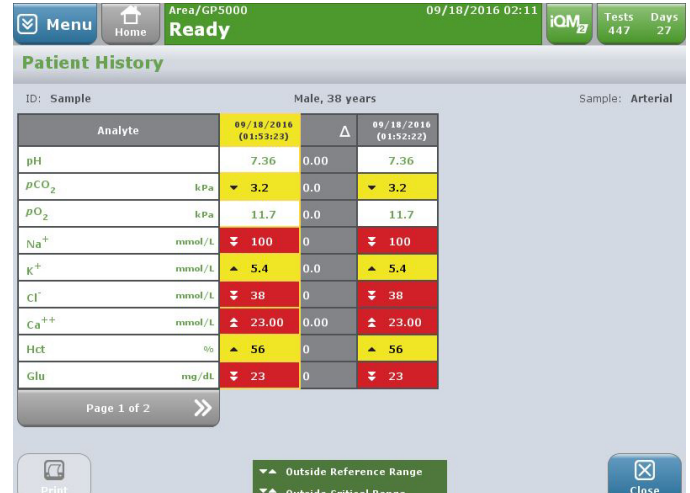 Menu
Home
Area/GP5000
09/18/2016 02:11
Ready
iQM2
Tests Days
447 27
Patient History
ID: Sample Male, 38 years Sample: Arterial
Analyte 09/18/2016 (01:53:23) Δ 09/18/2016 (01:52:22)
pH 7.36 0.00 7.36
pCO2 kPa ▼ 3.2 0.0 ▼ 3.2
pO2 kPa 11.7 0.0 11.7
Na+ mmol/L 100 0 100
K+ mmol/L ▲ 5.4 0.0 ▲ 5.4
Cl- mmol/L 38 0 38
Ca++ mmol/L 23.00 0.00 23.00
Hct % ▲ 56 0 ▲ 56
Glu mg/dL 23 0 23
Page 1 of 2
Print
▼▲ Outside Reference Range
Outside Critical Range
Close